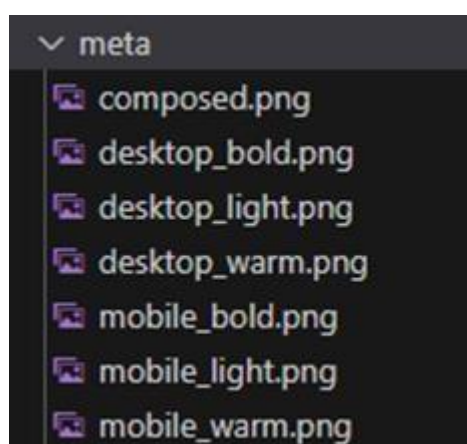 meta
composed.png
desktop_bold.png
desktop_light.png
desktop_warm.png
mobile_bold.png
mobile_light.png
mobile_warm.png